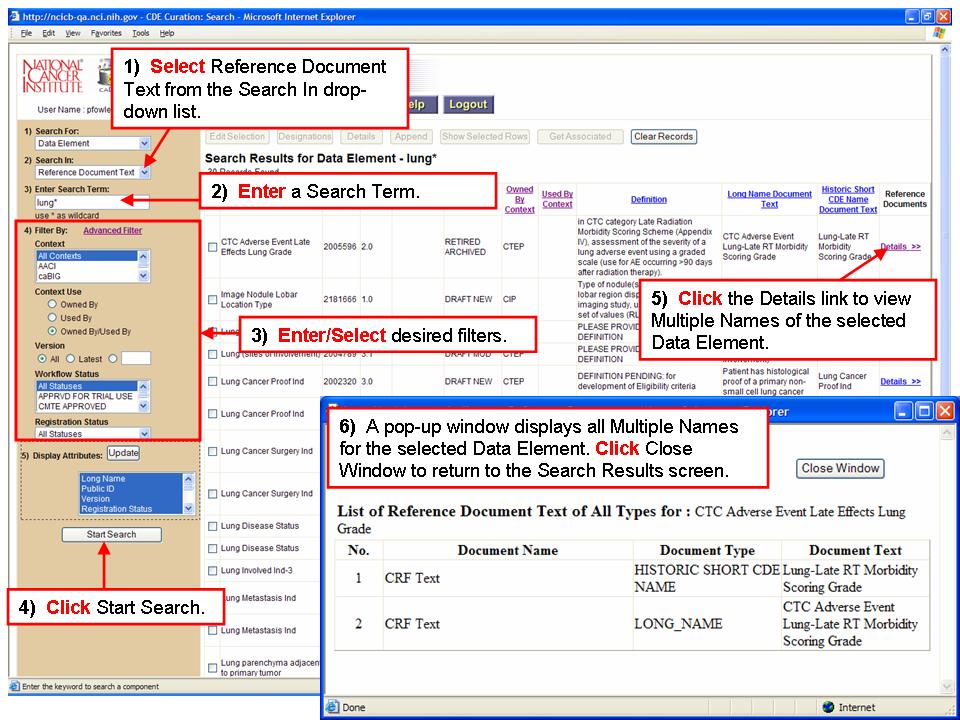 http://ncicb-qa.nci.nih.gov - CDE Curation: Search - Microsoft Internet Explorer
File Edit View Favorites Tools Help
NATIONAL
CANCER
INSTITUTE
User Name : pfowle
Logout
1) Select Reference Document
Text from the Search In drop-
down list.
1) Search For:
Data Element
2) Search In:
Reference Document Text
3) Enter Search Term:
lung*
use * as wildcard
4) Filter By: Advanced Filter
Context
All Contexts
AACI
caBIG
Context Use
Owned By
Used By
Owned By/Used By
Version
All Latest
Workflow Status
All Statuses
APPRVD FOR TRIAL USE
CMTE APPROVED
Registration Status
All Statuses
5) Display Attributes: Update
Long Name
Public ID
Version
Registration Status
Start Search
4) Click Start Search.
Edit Selection Designations Details Append Show Selected Rows Get Associated Clear Records
Search Results for Data Element - lung*
2) Enter a Search Term.
Owned
By
Context
Used By
Context
Definition
Long Name Document
Text
Historic Short
CDE Name
Document Text
Reference
Documents
CTC Adverse Event Late
Effects Lung Grade
2005596 2.0
RETIRED
ARCHIVED
CTEP
in CTC category Late Radiation
Morbidity Scoring Scheme (Appendix
IV), assessment of the severity of a
lung adverse event using a graded
scale (use for AE occurring >90 days
after radiation therapy).
CTC Adverse Event
Lung-Late RT Morbidity
Scoring Grade
Lung-Late RT
Morbidity
Scoring Grade
Details >>
Image Nodule Lobar
Location Type
2181666 1.0 DRAFT NEW CIP
Type of nodule(s
lobar region disp
imaging study, u
set of values (RL
3) Enter/Select desired filters.
5) Click the Details link to view
Multiple Names of the selected
Data Element.
PLEASE PROVID
DEFINITION
Lung (sites of involvement) 2004789 3.1 DRAFT MOD CTEP
PLEASE PROVID
DEFINITION
Lung Cancer Proof Ind 2002320 3.0 DRAFT NEW CTEP
DEFINITION PENDING: for
development of Eligibility criteria
Patient has histological
proof of a primary non-
small cell lung cancer
Lung Cancer
Proof Ind
Details >>
Lung Cancer Proof Ind
Lung Cancer Surgery Ind
Lung Cancer Surgery Ind
Lung Disease Status
Lung Disease Status
Lung Involved Ind-3
Lung Metastasis Ind
Lung Metastasis Ind
Lung parenchyma adjacent
to primary tumor
6) A pop-up window displays all Multiple Names
for the selected Data Element. Click Close
Window to return to the Search Results screen.
Close Window
List of Reference Document Text of All Types for : CTC Adverse Event Late Effects Lung
Grade
No. Document Name Document Type Document Text
1 CRF Text HISTORIC SHORT CDE NAME Lung-Late RT Morbidity Scoring Grade
2 CRF Text LONG_NAME CTC Adverse Event Lung-Late RT Morbidity Scoring Grade
Enter the keyword to search a component
Done Internet